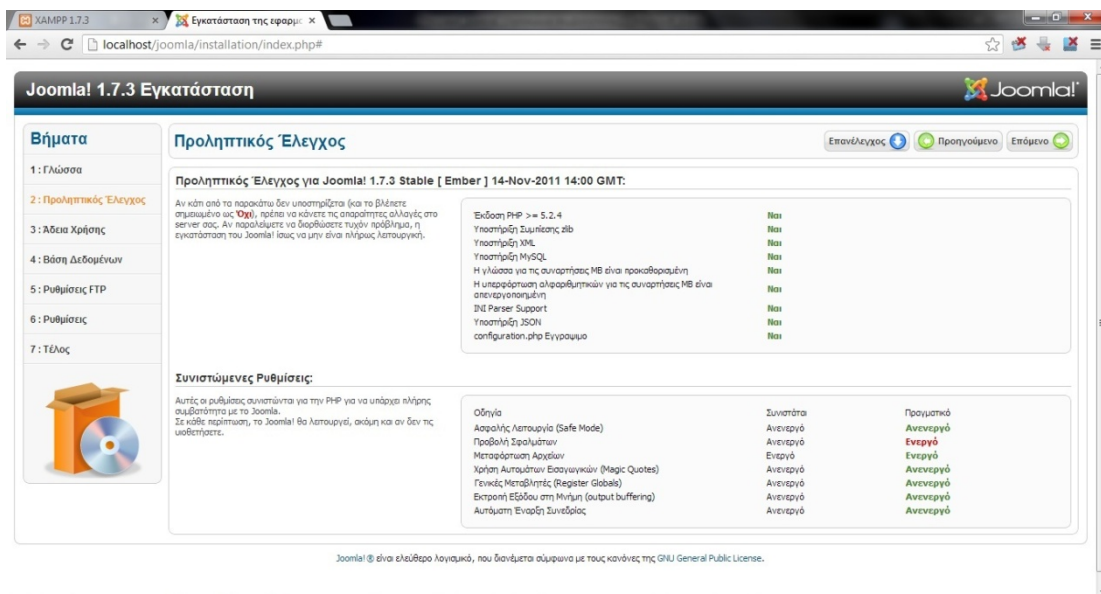 XAMPP 1.7.3
Εγκατάσταση της εφαρμο
localhost/joomla/installation/index.php#
Joomla! 1.7.3 Εγκατάσταση
Joomla!
Βήματα
1 : Γλώσσα
2 : Προληπτικός Έλεγχος
3 : Άδεια Χρήσης
4 : Βάση Δεδομένων
5 : Ρυθμίσεις FTP
6 : Ρυθμίσεις
7 : Τέλος
Προληπτικός Έλεγχος
Επανέλεγχος
Προηγούμενο
Επόμενο
Προληπτικός Έλεγχος για Joomla! 1.7.3 Stable [ Ember ] 14-Nov-2011 14:00 GMT:
Αν κάτι από τα παρακάτω δεν υποστηρίζεται (και το βλέπετε
σημειωμένο ως Όχι), πρέπει να κάνετε τις απαραίτητες αλλαγές στο
server σας. Αν παραλείψετε να διορθώσετε τυχόν πρόβλημα, η
εγκατάσταση του Joomla! ίσως να μην είναι πλήρως λειτουργική.
Έκδοση PHP >= 5.2.4 Ναι
Υποστήριξη Συμπίεσης zlib Ναι
Υποστήριξη XML Ναι
Υποστήριξη MySQL Ναι
Η γλώσσα για τις συναρτήσεις MB είναι προκαθορισμένη Ναι
Η υπερφόρτωση αλφαριθμητικών για τις συναρτήσεις MB είναι
απενεργοποιημένη Ναι
INI Parser Support Ναι
Υποστήριξη JSON Ναι
configuration.php Εγγραψιμο Ναι
Συνιστώμενες Ρυθμίσεις:
Αυτές οι ρυθμίσεις συνιστώνται για την PHP για να υπάρχει πλήρης
συμβατότητα με το Joomla.
Σε κάθε περίπτωση, το Joomla! θα λειτουργεί, ακόμη και αν δεν τις
υιοθετήσετε.
Οδηγία Συνιστάται Πραγματικό
Ασφαλής Λειτουργία (Safe Mode) Ανενεργό Ανενεργό
Προβολή Σφαλμάτων Ανενεργό Ενεργό
Μεταφόρτωση Αρχείων Ενεργό Ενεργό
Χρήση Αυτομάτων Εισαγωγικών (Magic Quotes) Ανενεργό Ανενεργό
Γενικές Μεταβλητές (Register Globals) Ανενεργό Ανενεργό
Εκτροπή Εξόδου στη Μνήμη (output buffering) Ανενεργό Ανενεργό
Αυτόματη Έναρξη Συνεδρίας Ανενεργό Ανενεργό
Joomla! ® είναι ελεύθερο λογισμικό, που διανέμεται σύμφωνα με τους κανόνες της GNU General Public License.